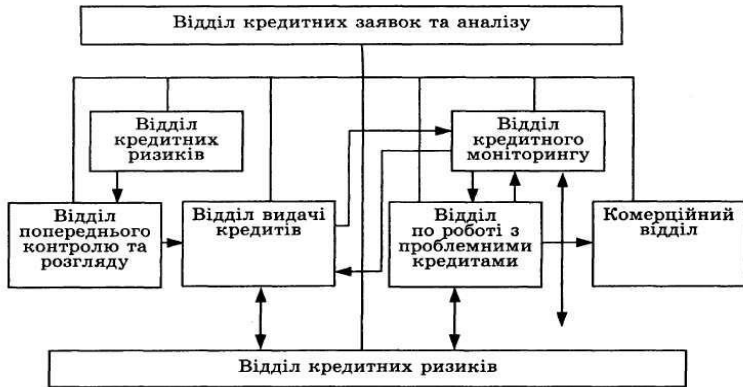 Відділ кредитних заявок та аналізу
Відділ
кредитних
ризиків
Відділ
кредитного
моніторингу
Відділ
попереднього
контролю та
розгляду
Відділ видачі
кредитів
Відділ
по роботі з
проблемними
кредитами
Комерційний
відділ
Відділ кредитних ризиків